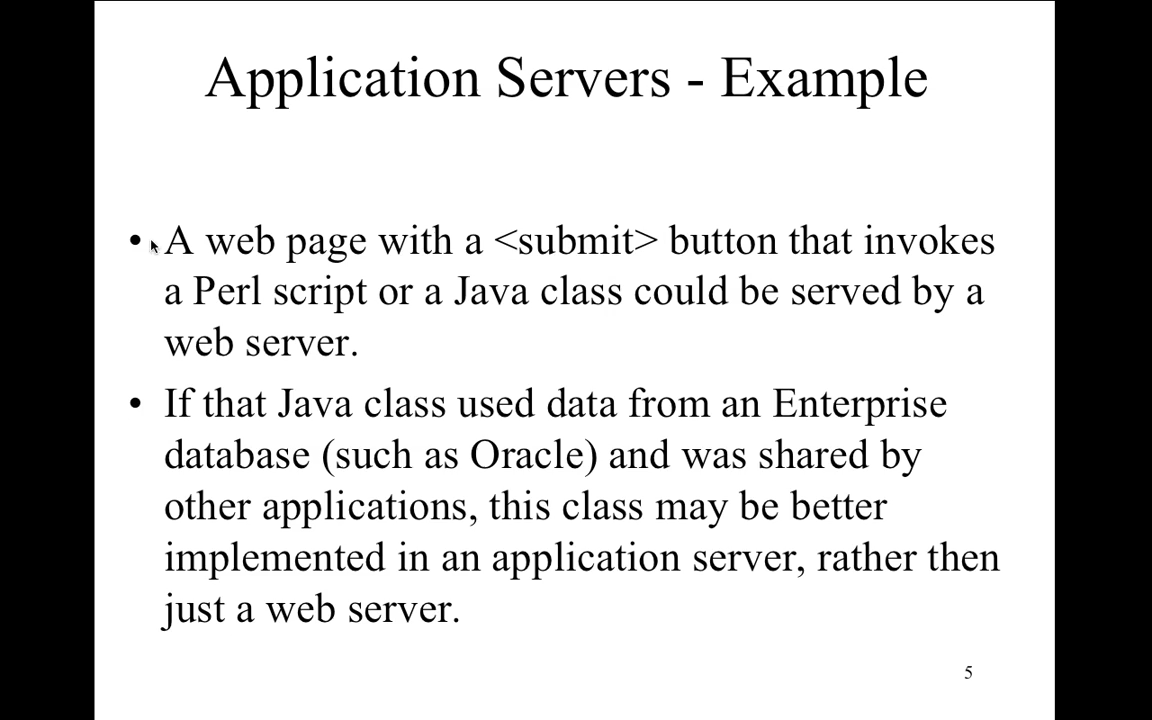 Application Servers - Example
• A web page with a <submit> button that invokes
a Perl script or a Java class could be served by a
web server.
• If that Java class used data from an Enterprise
database (such as Oracle) and was shared by
other applications, this class may be better
implemented in an application server, rather then
just a web server.
5